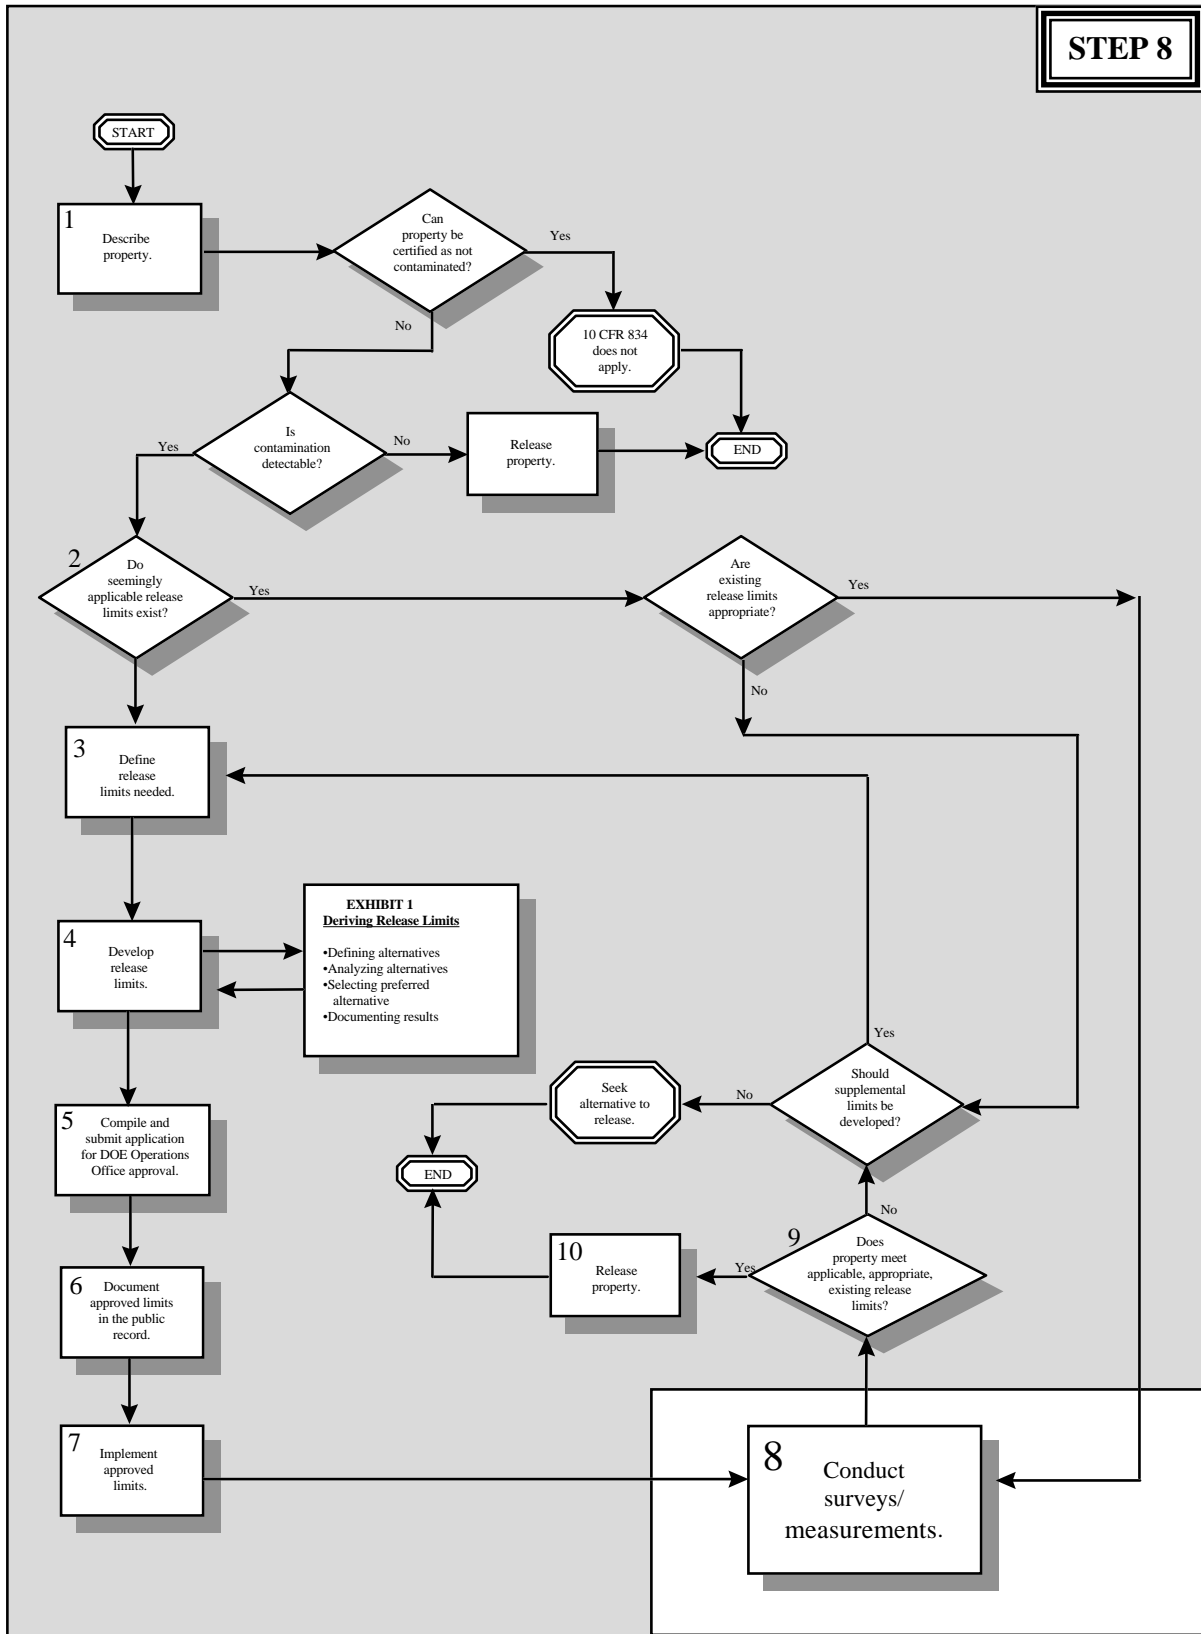 STEP 8
START
1
Describe
property.
Can
property be
certified as not
contaminated?
Yes
No
10 CFR 834
does not
apply.
Is
contamination
detectable?
Yes
No
Release
property.
END
2
Do
seemingly
applicable release
limits exist?
Yes
Are
existing
release limits
appropriate?
Yes
No
3
Define
release
limits needed.
4
Develop
release
limits.
EXHIBIT 1
Deriving Release Limits
•Defining alternatives
•Analyzing alternatives
•Selecting preferred
alternative
•Documenting results
Yes
Should
supplemental
limits be
developed?
No
Seek
alternative to
release.
5
Compile and
submit application
for DOE Operations
Office approval.
END
No
9
Does
property meet
applicable, appropriate,
existing release
limits?
Yes
10
Release
property.
6
Document
approved limits
in the public
record.
7
Implement
approved
limits.
8
Conduct
surveys/
measurements.